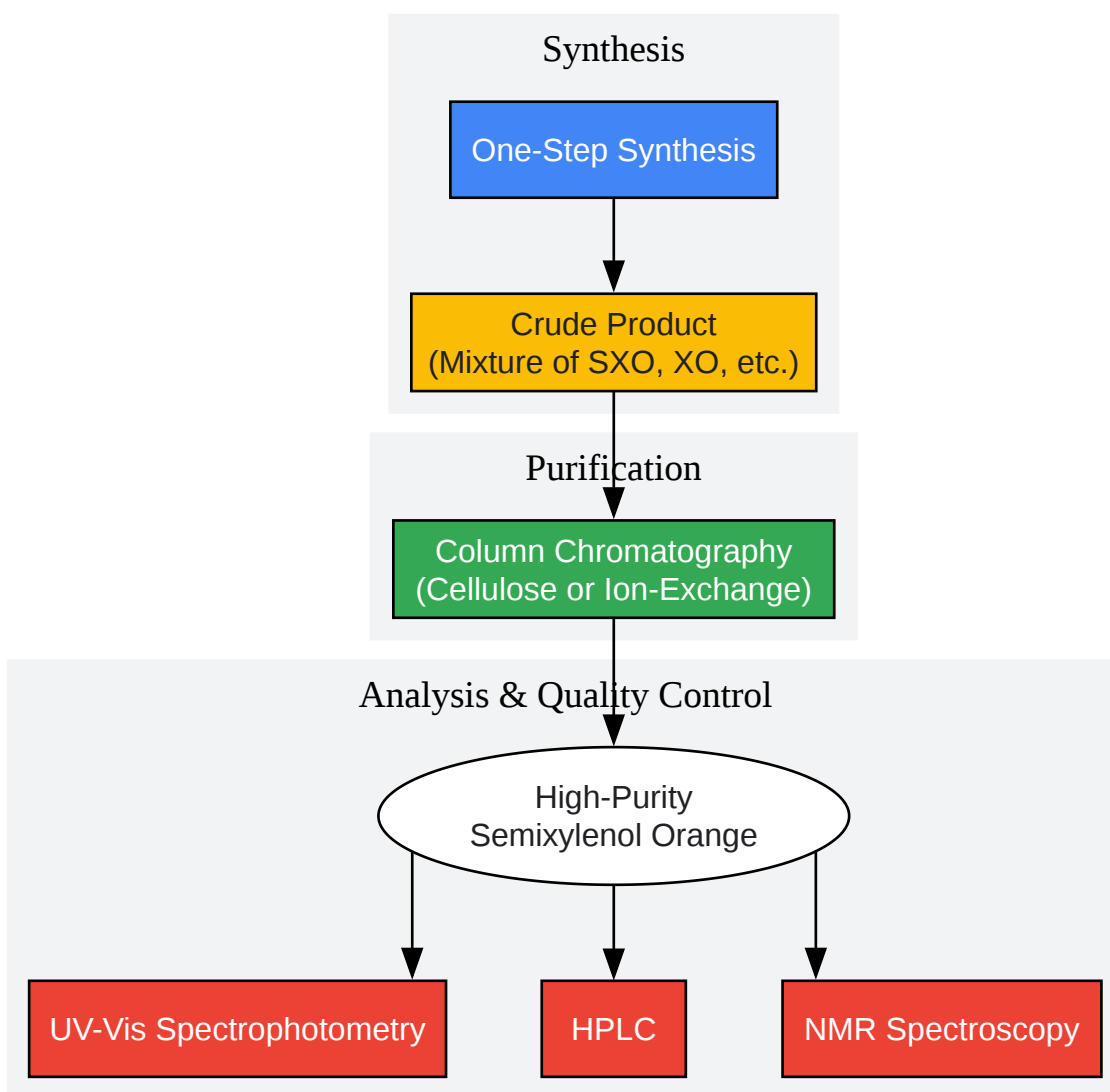 Synthesis
One-Step Synthesis
Crude Product
(Mixture of SXO, XO, etc.)
Purification
Column Chromatography
(Cellulose or Ion-Exchange)
Analysis & Quality Control
High-Purity
Semixylenol Orange
UV-Vis Spectrophotometry
HPLC
NMR Spectroscopy